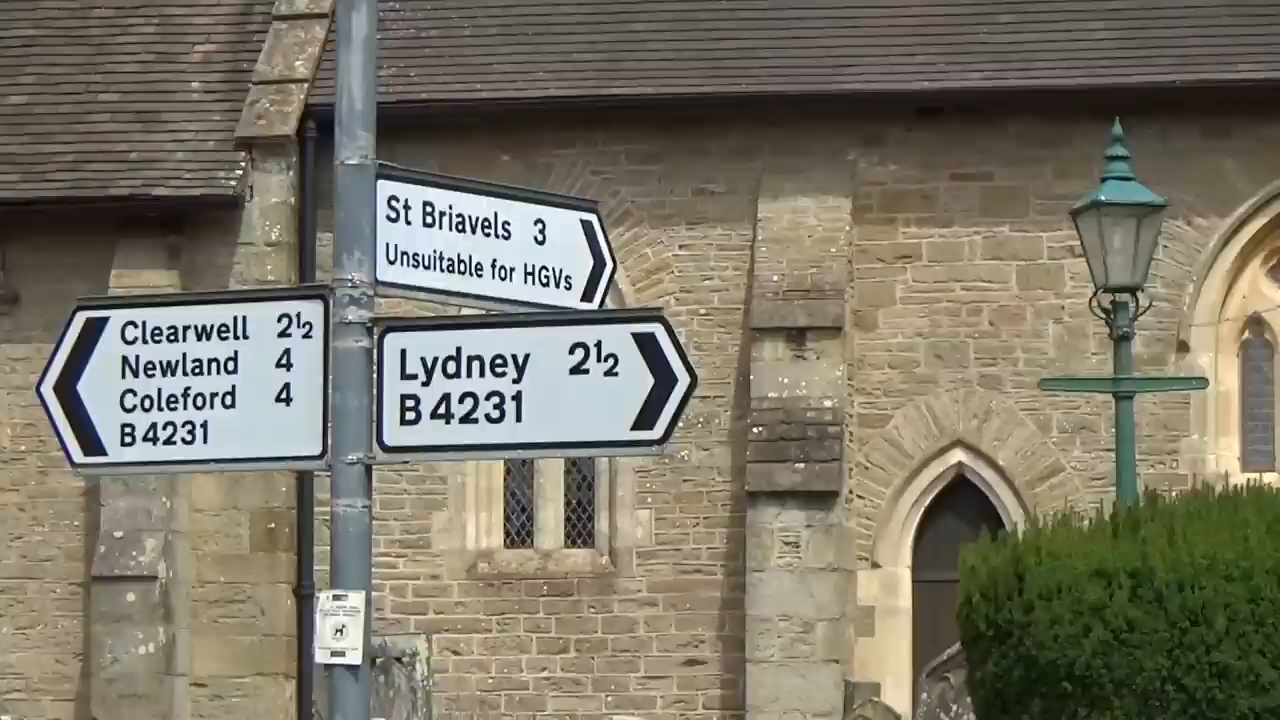 St Briavels 3
Unsuitable for HGVs
Clearwell 2½
Newland 4
Coleford 4
B4231
Lydney 2½
B4231